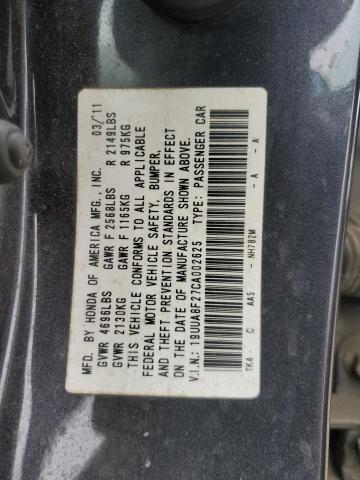 MFD. BY HONDA OF AMERICA MFG., INC. 03/'11
GVWR 4696LBS GAWR F 2568LBS R 2149LBS
GVWR 2130KG GAWR F 1165KG R 975KG
THIS VEHICLE CONFORMS TO ALL APPLICABLE
FEDERAL MOTOR VEHICLE SAFETY, BUMPER,
AND THEFT PREVENTION STANDARDS IN EFFECT
ON THE DATE OF MANUFACTURE SHOWN ABOVE.
V.I.N.: 19UUA8F27CA002625 TYPE: PASSENGER CAR
TK4 C AA5 - NH782M - A - A